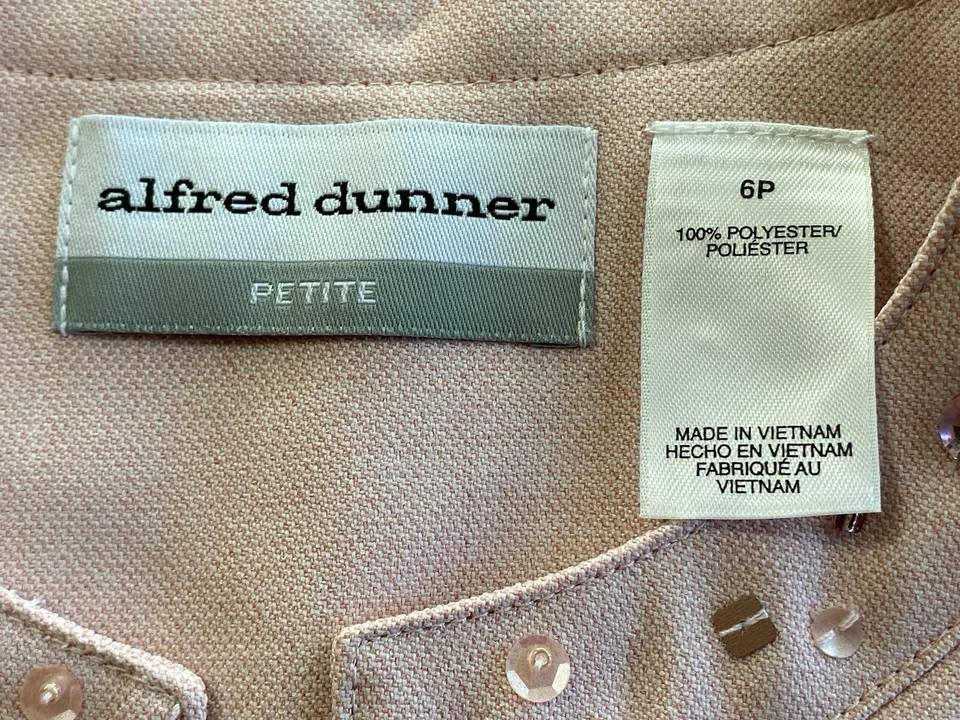 alfred dunner
PETITE
6P
100% POLYESTER/
POLIÉSTER
MADE IN VIETNAM
HECHO EN VIETNAM
FABRIQUÉ AU
VIETNAM